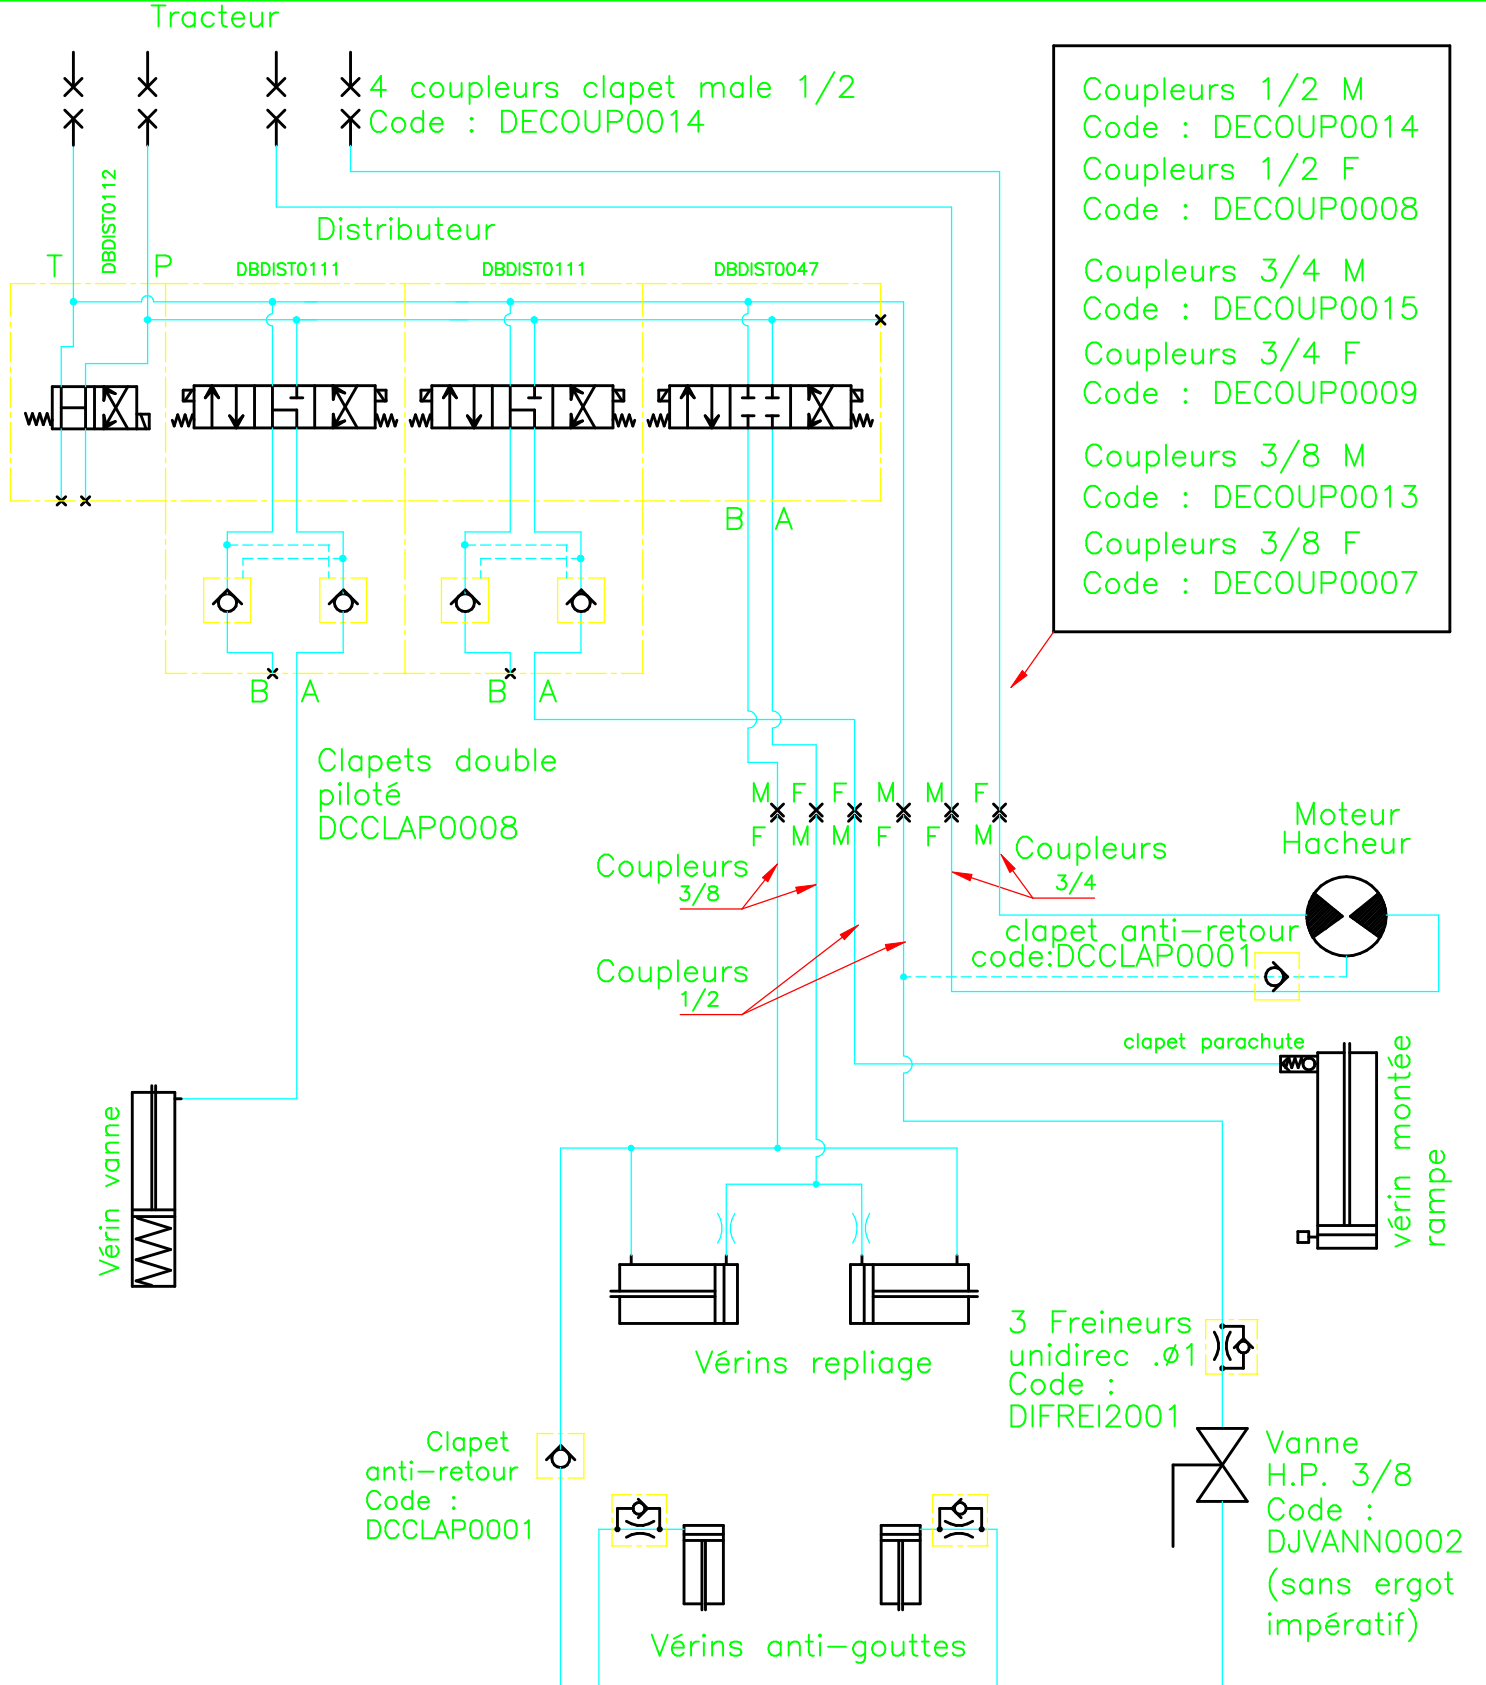 Tracteur
4 coupleurs clapet male 1/2
Code : DECOUP0014
Coupleurs 1/2 M
Code : DECOUP0014
Coupleurs 1/2 F
Code : DECOUP0008
Coupleurs 3/4 M
Code : DECOUP0015
Coupleurs 3/4 F
Code : DECOUP0009
Coupleurs 3/8 M
Code : DECOUP0013
Coupleurs 3/8 F
Code : DECOUP0007
DBDIST0112
Distributeur
T
P
DBDIST0111
DBDIST0111
DBDIST0047
B A
B A
B A
Clapets double
piloté
DCCLAP0008
M F F M M F
F M M F F M
Coupleurs
3/8
Coupleurs
3/4
Coupleurs
1/2
Moteur
Hacheur
clapet anti-retour
code:DCCLAP0001
clapet parachute
vérin montée
rampe
Vérin vanne
Vérins repliage
3 Freineurs
unidirec .ø1
Code :
DIFREI2001
Clapet
anti-retour
Code :
DCCLAP0001
Vanne
H.P. 3/8
Code :
DJVANN0002
(sans ergot
impératif)
Vérins anti-gouttes